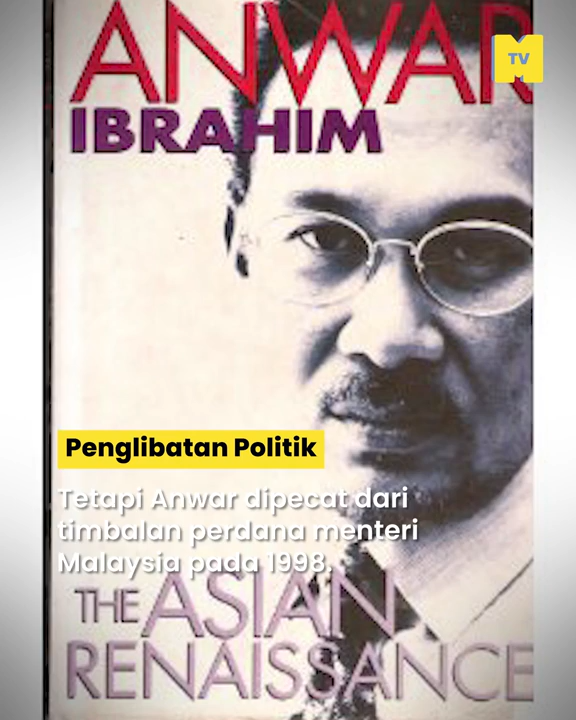 ANWAR
IBRAHIM
M
TV
Penglibatan Politik
Tetapi Anwar dipecat dari
timbalan perdana menteri
Malaysia pada 1998.
THE ASIAN
RENAISSANCE